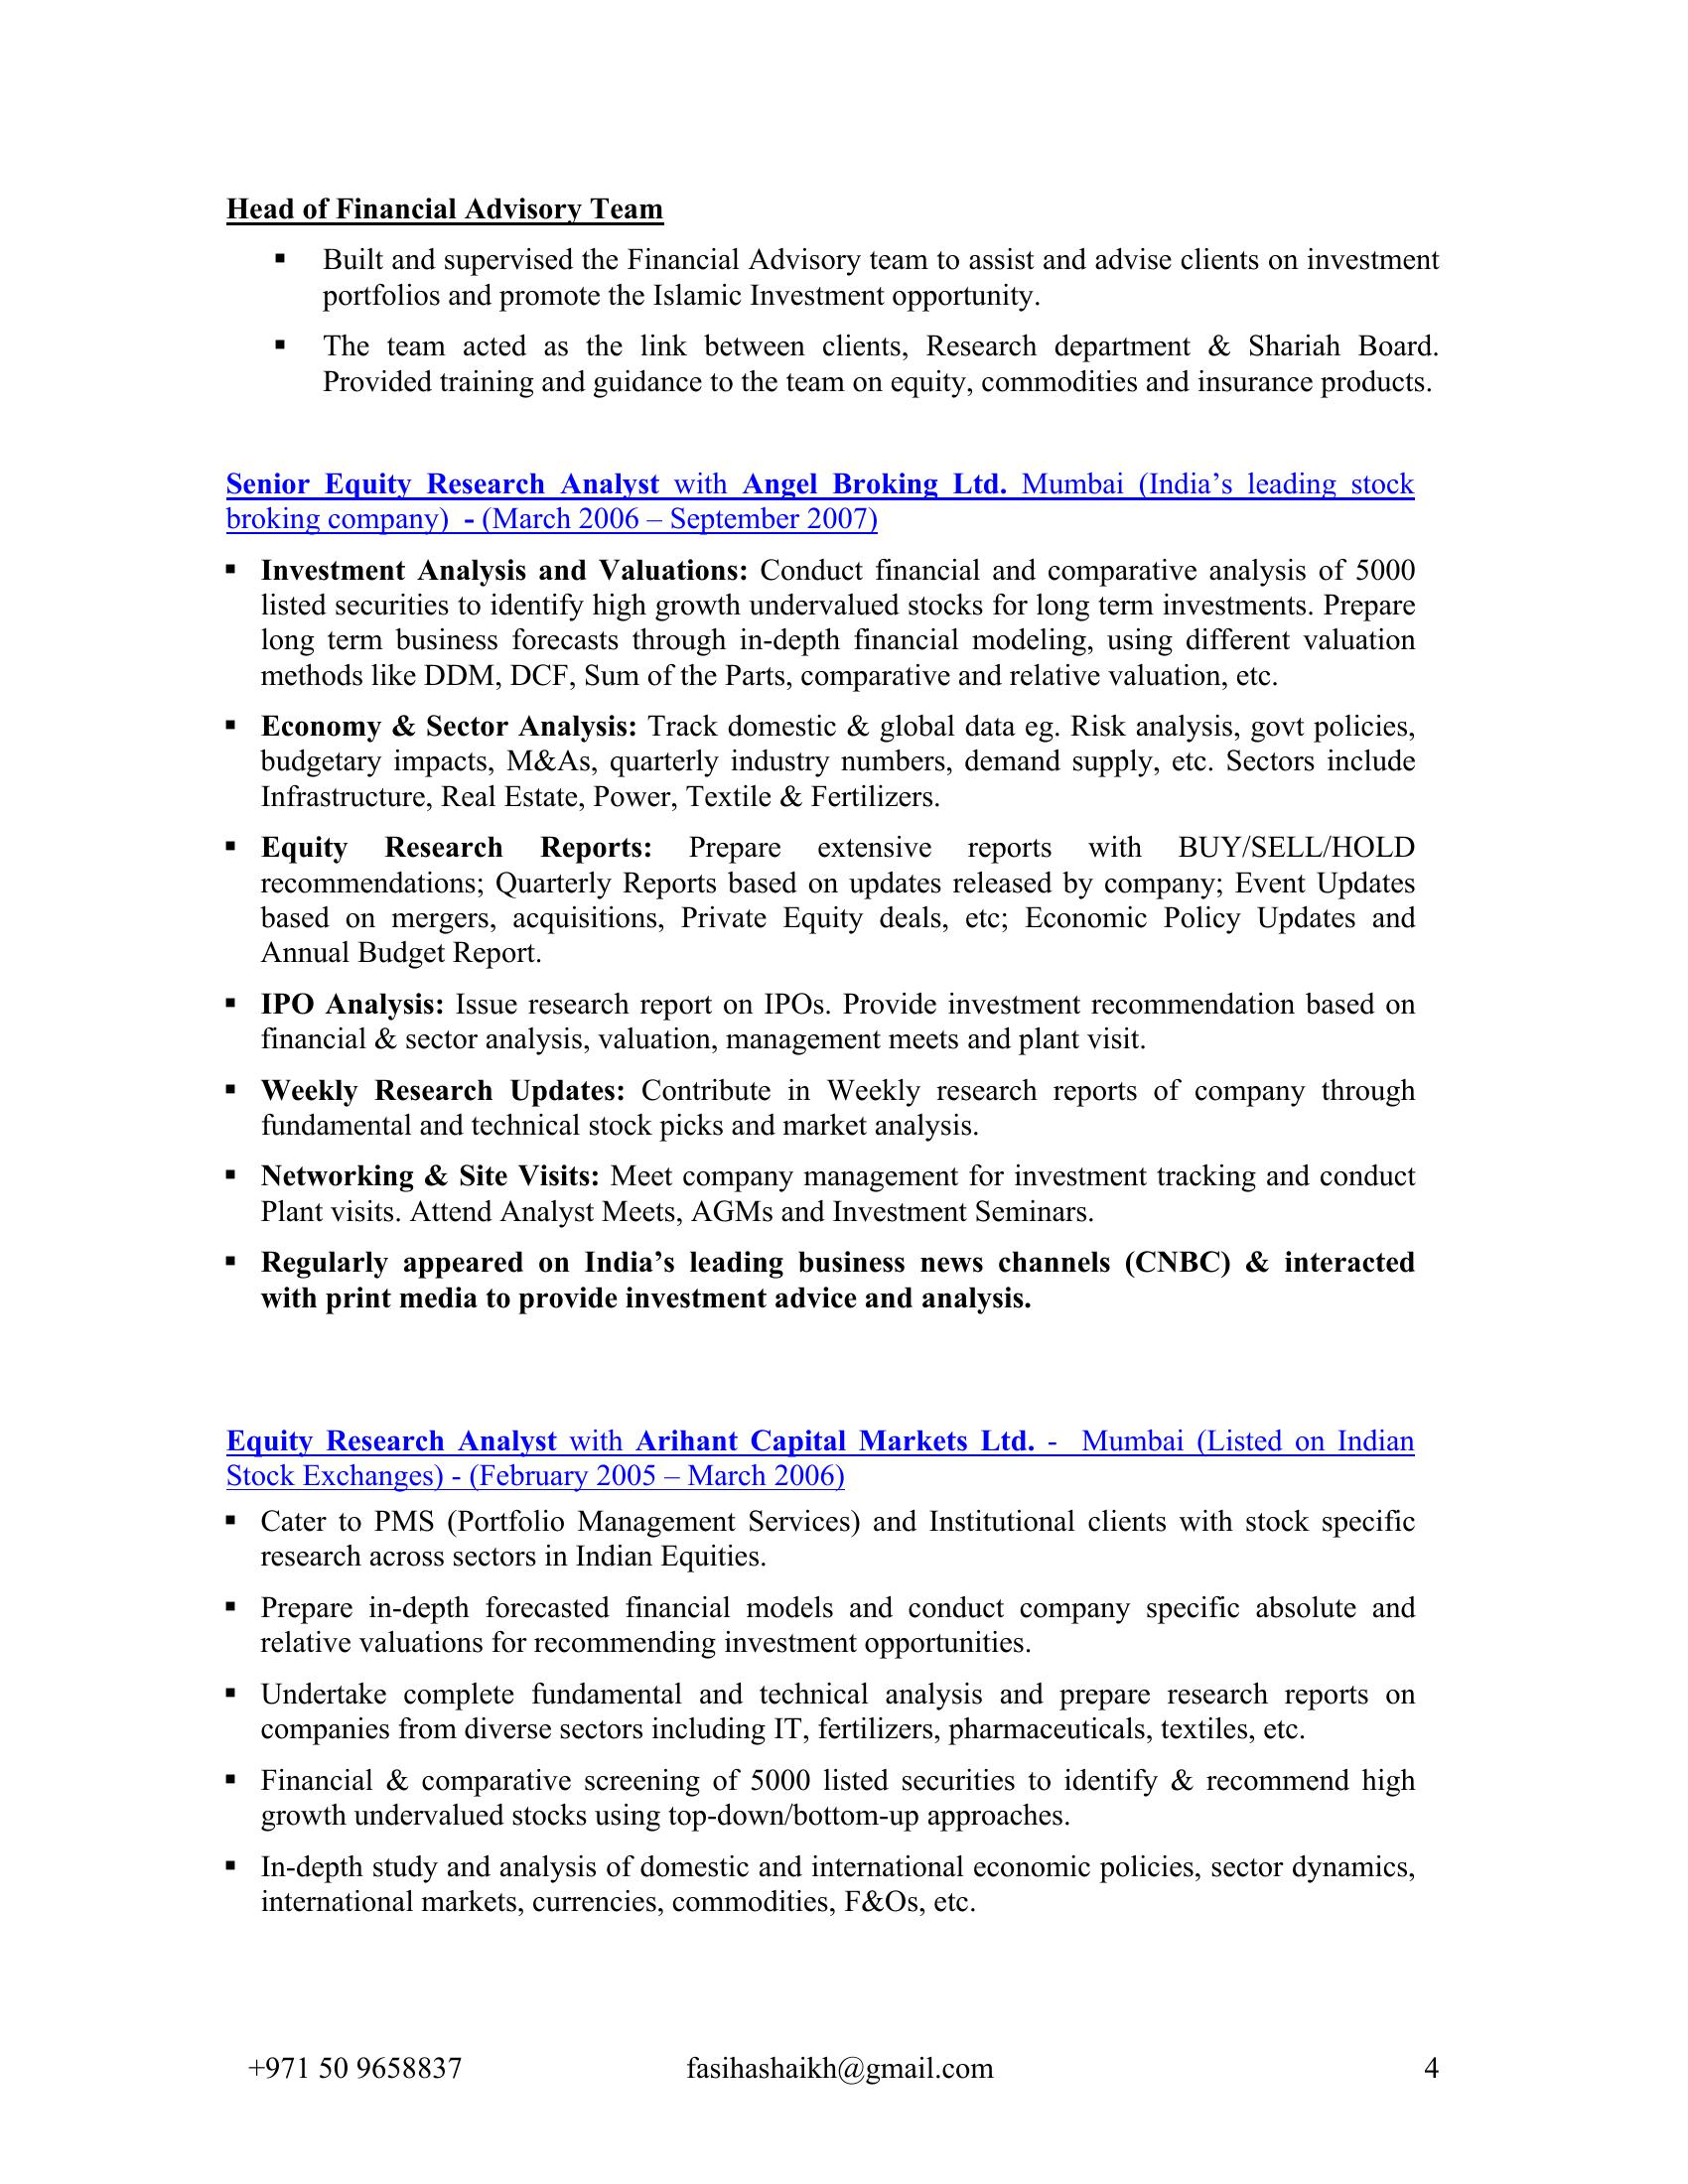 Head of Financial Advisory Team
▪ Built and supervised the Financial Advisory team to assist and advise clients on investment
portfolios and promote the Islamic Investment opportunity.
▪ The team acted as the link between clients, Research department & Shariah Board.
Provided training and guidance to the team on equity, commodities and insurance products.
Senior Equity Research Analyst with Angel Broking Ltd. Mumbai (India’s leading stock
broking company) - (March 2006 – September 2007)
▪ Investment Analysis and Valuations: Conduct financial and comparative analysis of 5000
listed securities to identify high growth undervalued stocks for long term investments. Prepare
long term business forecasts through in-depth financial modeling, using different valuation
methods like DDM, DCF, Sum of the Parts, comparative and relative valuation, etc.
▪ Economy & Sector Analysis: Track domestic & global data eg. Risk analysis, govt policies,
budgetary impacts, M&As, quarterly industry numbers, demand supply, etc. Sectors include
Infrastructure, Real Estate, Power, Textile & Fertilizers.
▪ Equity Research Reports: Prepare extensive reports with BUY/SELL/HOLD
recommendations; Quarterly Reports based on updates released by company; Event Updates
based on mergers, acquisitions, Private Equity deals, etc; Economic Policy Updates and
Annual Budget Report.
▪ IPO Analysis: Issue research report on IPOs. Provide investment recommendation based on
financial & sector analysis, valuation, management meets and plant visit.
▪ Weekly Research Updates: Contribute in Weekly research reports of company through
fundamental and technical stock picks and market analysis.
▪ Networking & Site Visits: Meet company management for investment tracking and conduct
Plant visits. Attend Analyst Meets, AGMs and Investment Seminars.
▪ Regularly appeared on India’s leading business news channels (CNBC) & interacted
with print media to provide investment advice and analysis.
Equity Research Analyst with Arihant Capital Markets Ltd. - Mumbai (Listed on Indian
Stock Exchanges) - (February 2005 – March 2006)
▪ Cater to PMS (Portfolio Management Services) and Institutional clients with stock specific
research across sectors in Indian Equities.
▪ Prepare in-depth forecasted financial models and conduct company specific absolute and
relative valuations for recommending investment opportunities.
▪ Undertake complete fundamental and technical analysis and prepare research reports on
companies from diverse sectors including IT, fertilizers, pharmaceuticals, textiles, etc.
▪ Financial & comparative screening of 5000 listed securities to identify & recommend high
growth undervalued stocks using top-down/bottom-up approaches.
▪ In-depth study and analysis of domestic and international economic policies, sector dynamics,
international markets, currencies, commodities, F&Os, etc.
+971 50 9658837 fasihashaikh@gmail.com 4